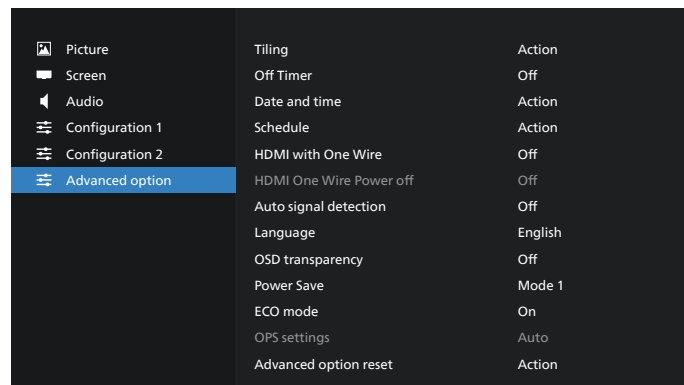 Picture
Screen
Audio
Configuration 1
Configuration 2
Advanced option
Tiling Action
Off Timer Off
Date and time Action
Schedule Action
HDMI with One Wire Off
HDMI One Wire Power off Off
Auto signal detection Off
Language English
OSD transparency Off
Power Save Mode 1
ECO mode On
OPS settings Auto
Advanced option reset Action